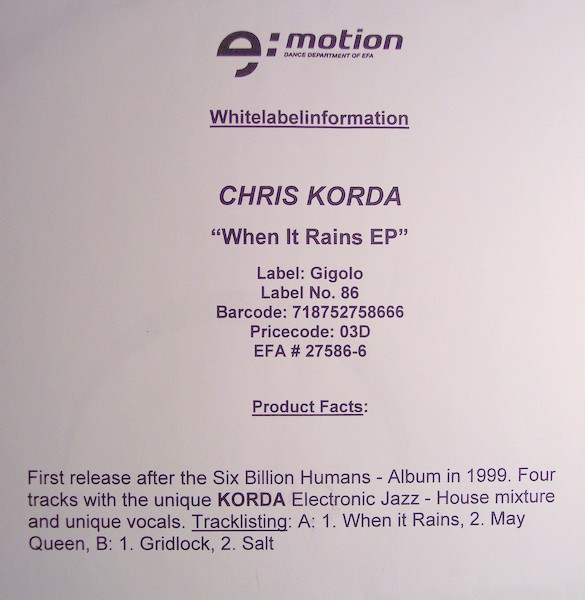 e:motion
DANCE DEPARTMENT OF EFA
Whitelabelinformation
CHRIS KORDA
“When It Rains EP”
Label: Gigolo
Label No. 86
Barcode: 718752758666
Pricecode: 03D
EFA # 27586-6
Product Facts:
First release after the Six Billion Humans - Album in 1999. Four
tracks with the unique KORDA Electronic Jazz - House mixture
and unique vocals. Tracklisting: A: 1. When it Rains, 2. May
Queen, B: 1. Gridlock, 2. Salt